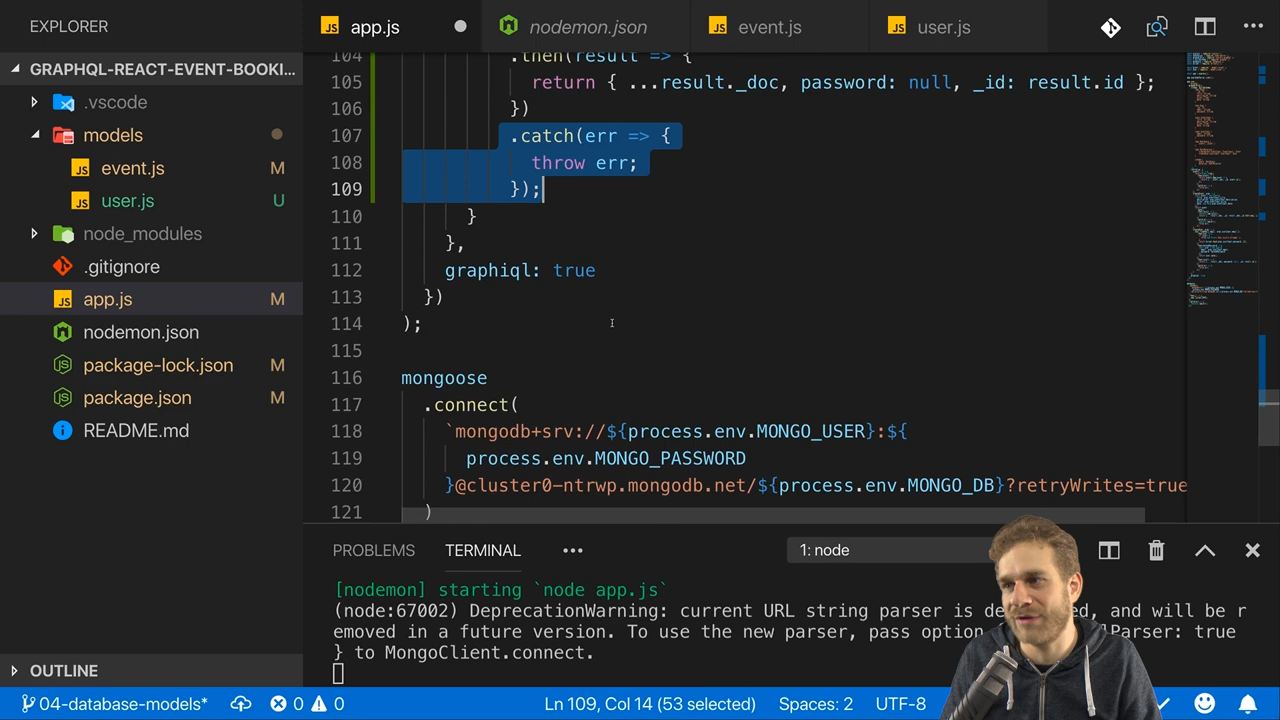 EXPLORER
GRAPHQL-REACT-EVENT-BOOKI...
.vscode
models
event.js M
user.js U
node_modules
.gitignore
app.js M
nodemon.json
package-lock.json M
package.json M
README.md
OUTLINE
app.js
nodemon.json
event.js
user.js
104 .then(result => {
105 return { ...result._doc, password: null, _id: result.id };
106 })
107 .catch(err => {
108 throw err;
109 });
110 }
111 },
112 graphiql: true
113 })
114 );
115
116 mongoose
117 .connect(
118 `mongodb+srv://${process.env.MONGO_USER}:${
119 process.env.MONGO_PASSWORD
120 }@cluster0-ntrwp.mongodb.net/${process.env.MONGO_DB}?retryWrites=true
121 )
PROBLEMS TERMINAL ... 1: node
[nodemon] starting `node app.js`
(node:67002) DeprecationWarning: current URL string parser is de ed, and will be r
emoved in a future version. To use the new parser, pass option lParser: true
} to MongoClient.connect.
04-database-models* 0 0 Ln 109, Col 14 (53 selected) Spaces: 2 UTF-8